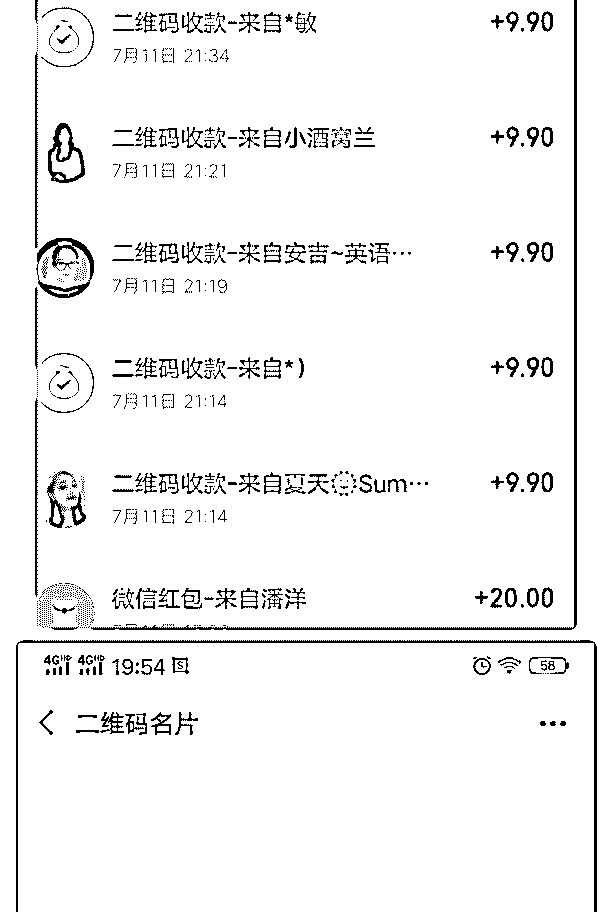 二维码收款-来自*敏
+9.90
7月11日 21:34
二维码收款-来自小酒窝兰
+9.90
7月11日 21:21
二维码收款-来自安吉~英语…
+9.90
7月11日 21:19
二维码收款-来自*)
+9.90
7月11日 21:14
二维码收款-来自夏天Sum…
+9.90
7月11日 21:14
微信红包-来自潘洋
+20.00
4GHD 4GHD 19:54
58
二维码名片